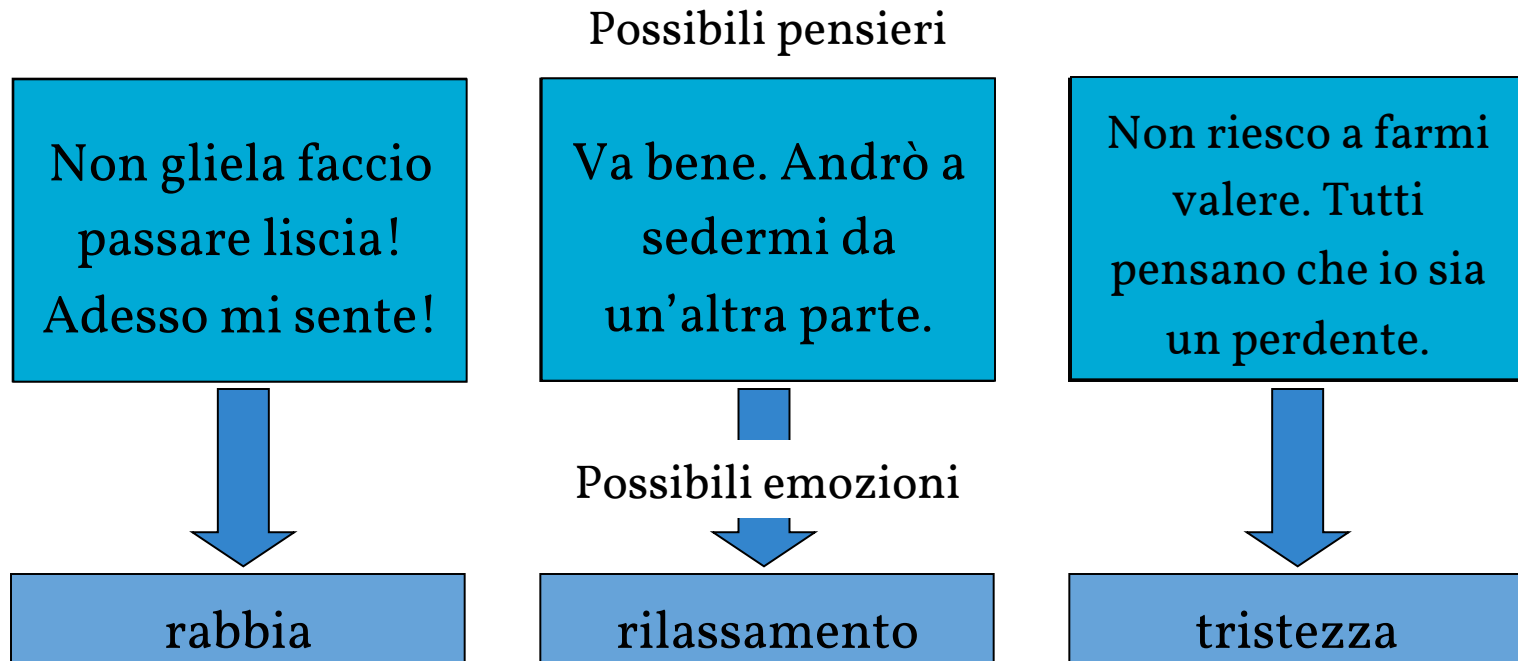 Possibili pensieri
Non gliela faccio
passare liscia!
Adesso mi sente!
Va bene. Andrò a
sedermi da
un’altra parte.
Non riesco a farmi
valere. Tutti
pensano che io sia
un perdente.
Possibili emozioni
rabbia
rilassamento
tristezza